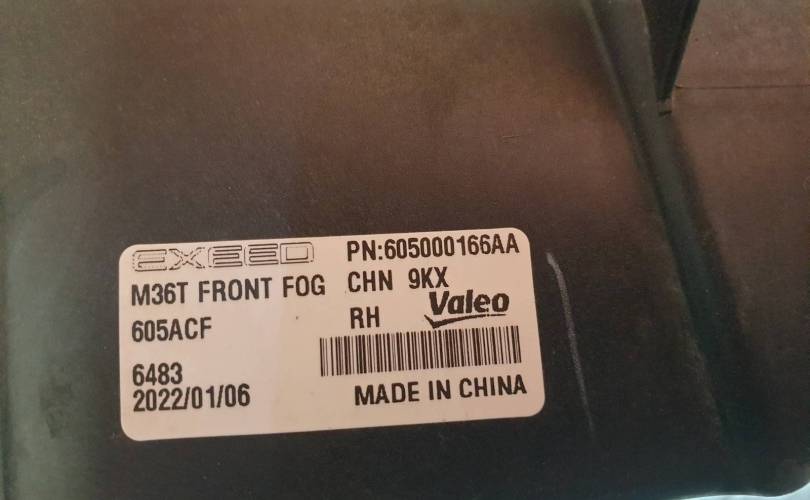 EXEED PN:605000166AA
M36T FRONT FOG CHN 9KX
605ACF RH Valeo
6483
2022/01/06 MADE IN CHINA